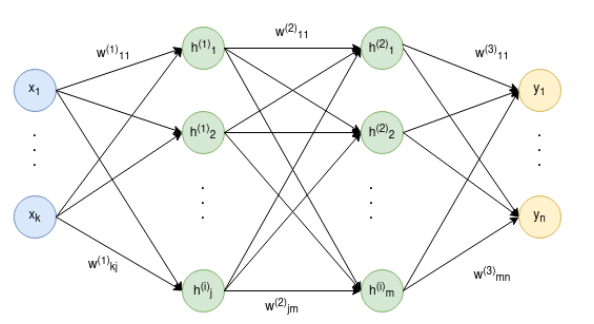 w⁽¹⁾₁₁
w⁽²⁾₁₁
w⁽³⁾₁₁
x₁
h⁽¹⁾₁
h⁽²⁾₁
y₁
h⁽¹⁾₂
h⁽²⁾₂
xₖ
yₙ
w⁽¹⁾ₖⱼ
h⁽ⁱ⁾ⱼ
h⁽ⁱ⁾ₘ
w⁽²⁾ⱼₘ
w⁽³⁾ₘₙ